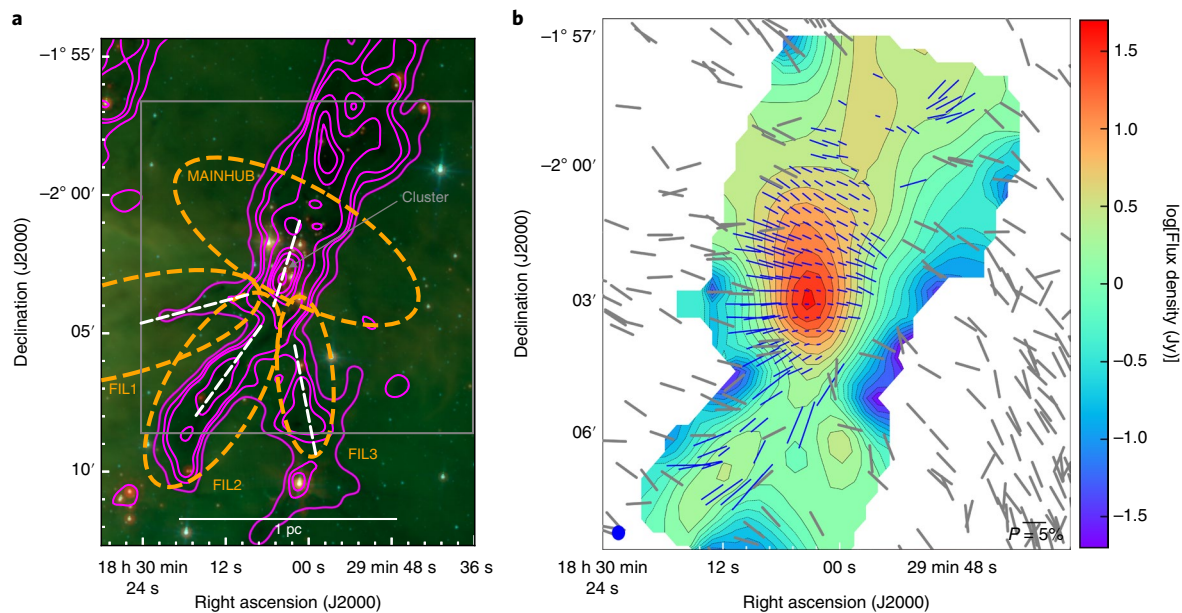 a
−1° 55′
−2° 00′
05′
10′
Declination (J2000)
MAINHUB
Cluster
FIL1
FIL2
FIL3
1 pc
18 h 30 min 12 s 00 s 29 min 48 s 36 s
24 s
Right ascension (J2000)
b
−1° 57′
−2° 00′
03′
06′
Declination (J2000)
P = 5%
18 h 30 min 12 s 00 s 29 min 48 s
24 s
Right ascension (J2000)
1.5
1.0
0.5
0
−0.5
−1.0
−1.5
log[Flux density (Jy)]